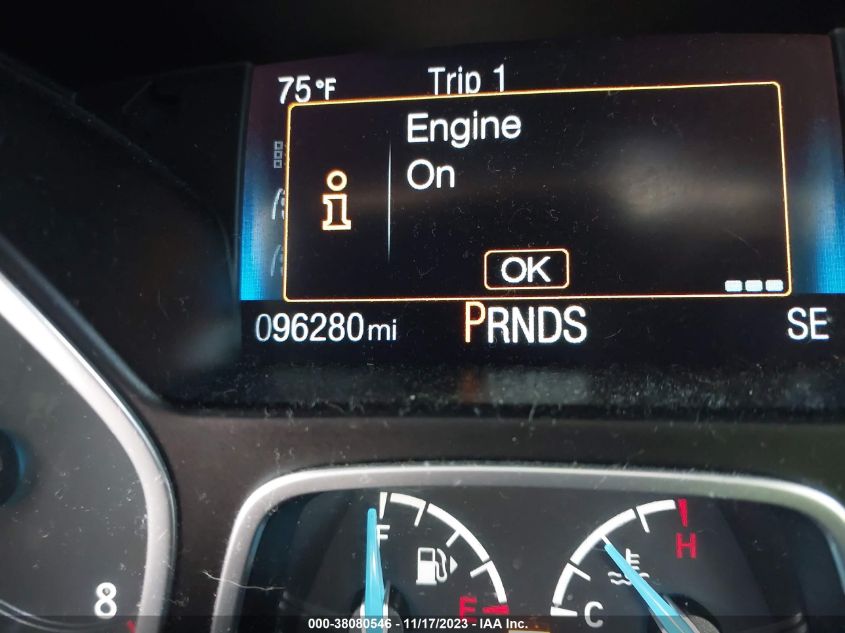 75°F Trip 1
Engine
On
i
OK
096280mi PRNDS SE
F
H
8
E
C
000-38080546 - 11/17/2023 - IAA Inc.